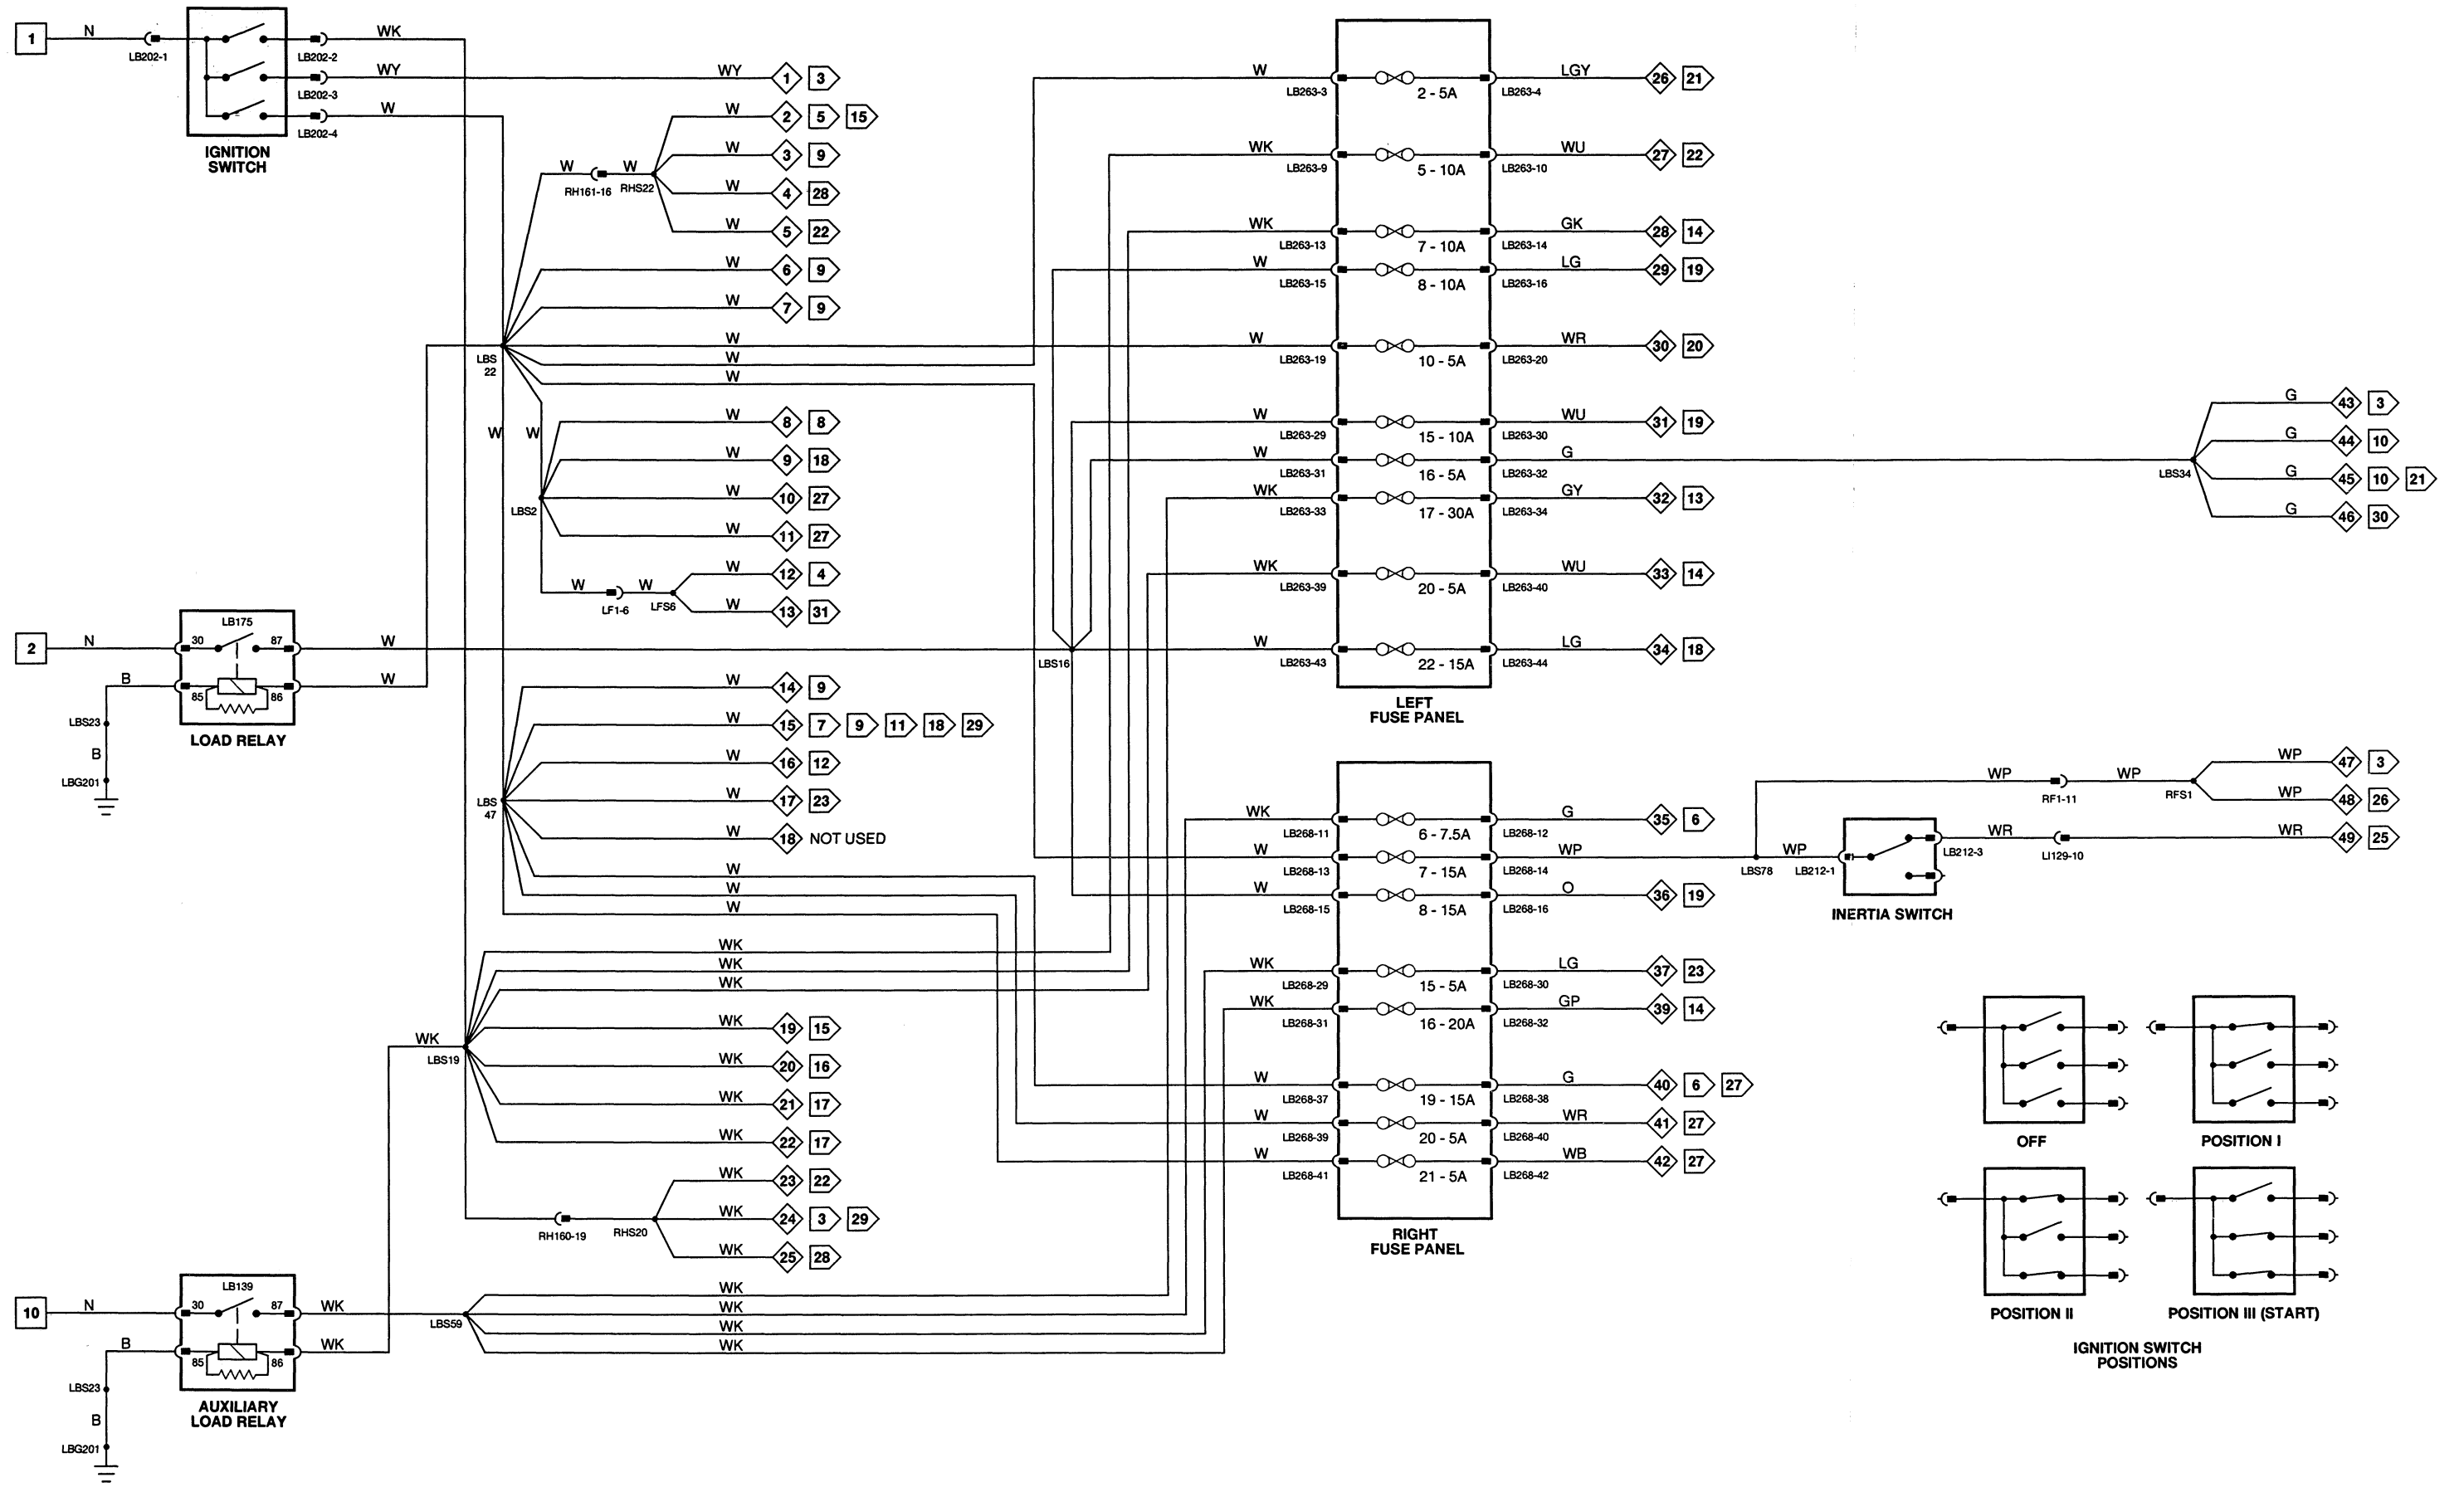 1 N LB202-1 LB202-2 WK
LB202-3 WY WY 1 3
LB202-4 W
IGNITION
SWITCH
W RH161-16 W RHS22
W 2 5 15
W 3 9
W 4 28
W 5 22
W 6 9
W 7 9
LBS
22
W
W
W
W W
W 8 8
W 9 18
W 10 27
W 11 27
LBS2
W LF1-6 W LFS6
W 12 4
W 13 31
2 N 30 LB175 87 W
B 85 86 W
LBS23
B
LBG201
LOAD RELAY
LBS16
W 14 9
W 15 7 9 11 18 29
W 16 12
W 17 23
W 18 NOT USED
LBS
47
W
W
W
WK
WK
WK
WK LBS19
WK 19 15
WK 20 16
WK 21 17
WK 22 17
RH160-19 RHS20
WK 23 22
WK 24 3 29
WK 25 28
10 N 30 LB139 87 WK
B 85 86 WK
LBS23
B
LBG201
AUXILIARY
LOAD RELAY
LBS59
WK
WK
WK
WK
W LB263-3 2 - 5A LB263-4 LGY 26 21
WK LB263-9 5 - 10A LB263-10 WU 27 22
WK LB263-13 7 - 10A LB263-14 GK 28 14
W LB263-15 8 - 10A LB263-16 LG 29 19
W LB263-19 10 - 5A LB263-20 WR 30 20
W LB263-29 15 - 10A LB263-30 WU 31 19
W LB263-31 16 - 5A LB263-32 G
WK LB263-33 17 - 30A LB263-34 GY 32 13
WK LB263-39 20 - 5A LB263-40 WU 33 14
W LB263-43 22 - 15A LB263-44 LG 34 18
LEFT
FUSE PANEL
WK LB268-11 6 - 7.5A LB268-12 G 35 6
W LB268-13 7 - 15A LB268-14 WP
W LB268-15 8 - 15A LB268-16 O 36 19
WK LB268-29 15 - 5A LB268-30 LG 37 23
WK LB268-31 16 - 20A LB268-32 GP 39 14
W LB268-37 19 - 15A LB268-38 G 40 6 27
W LB268-39 20 - 5A LB268-40 WR 41 27
W LB268-41 21 - 5A LB268-42 WB 42 27
RIGHT
FUSE PANEL
LBS34
G 43 3
G 44 10
G 45 10 21
G 46 30
WP RF1-11 WP RFS1
WP 47 3
WP 48 26
LBS78 WP LB212-1
LB212-3 WR LI129-10 WR 49 25
INERTIA SWITCH
OFF
POSITION I
POSITION II
POSITION III (START)
IGNITION SWITCH
POSITIONS